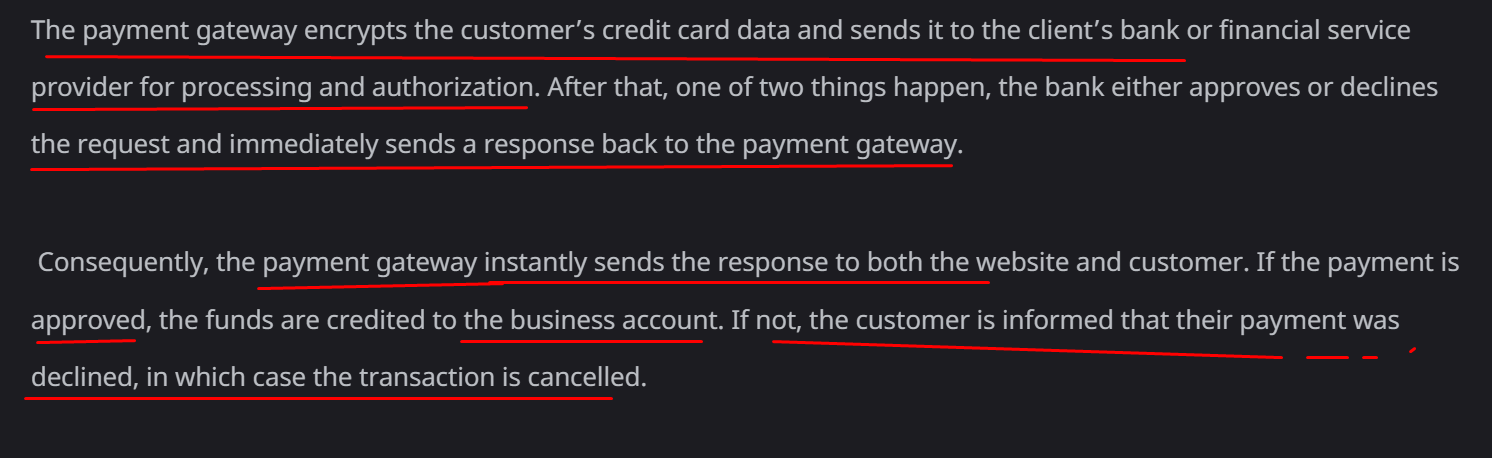 The payment gateway encrypts the customer’s credit card data and sends it to the client’s bank or financial service
provider for processing and authorization. After that, one of two things happen, the bank either approves or declines
the request and immediately sends a response back to the payment gateway.
Consequently, the payment gateway instantly sends the response to both the website and customer. If the payment is
approved, the funds are credited to the business account. If not, the customer is informed that their payment was
declined, in which case the transaction is cancelled.